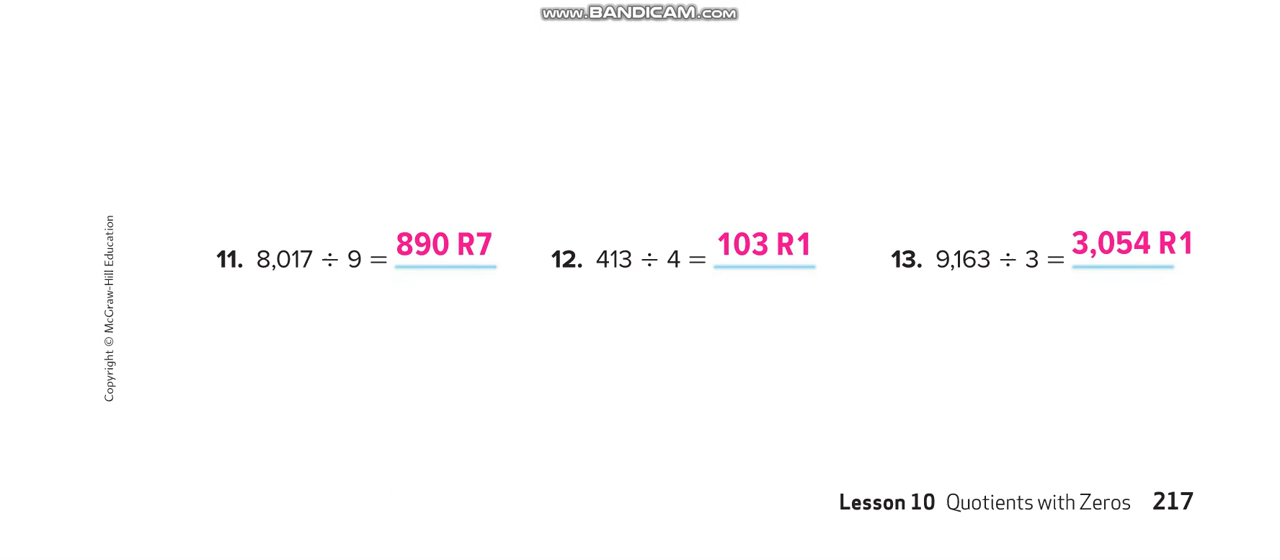 www.BANDICAM.com
11. 8,017 ÷ 9 = 890 R7
12. 413 ÷ 4 = 103 R1
13. 9,163 ÷ 3 = 3,054 R1
Copyright © McGraw-Hill Education
Lesson 10 Quotients with Zeros 217